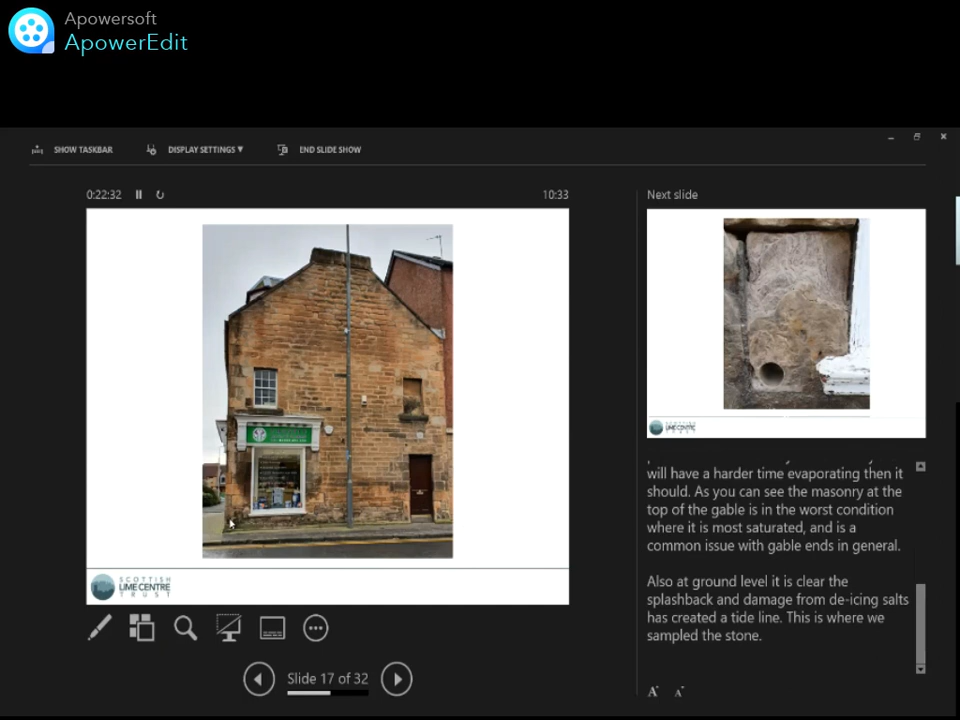 Apowersoft
ApowerEdit
SHOW TASKBAR
DISPLAY SETTINGS ▼
END SLIDE SHOW
0:22:32
10:33
Next slide
SCOTTISH
LIME CENTRE
TRUST
Slide 17 of 32
will have a harder time evaporating then it
should. As you can see the masonry at the
top of the gable is in the worst condition
where it is most saturated, and is a
common issue with gable ends in general.
Also at ground level it is clear the
splashback and damage from de-icing salts
has created a tide line. This is where we
sampled the stone.
A A